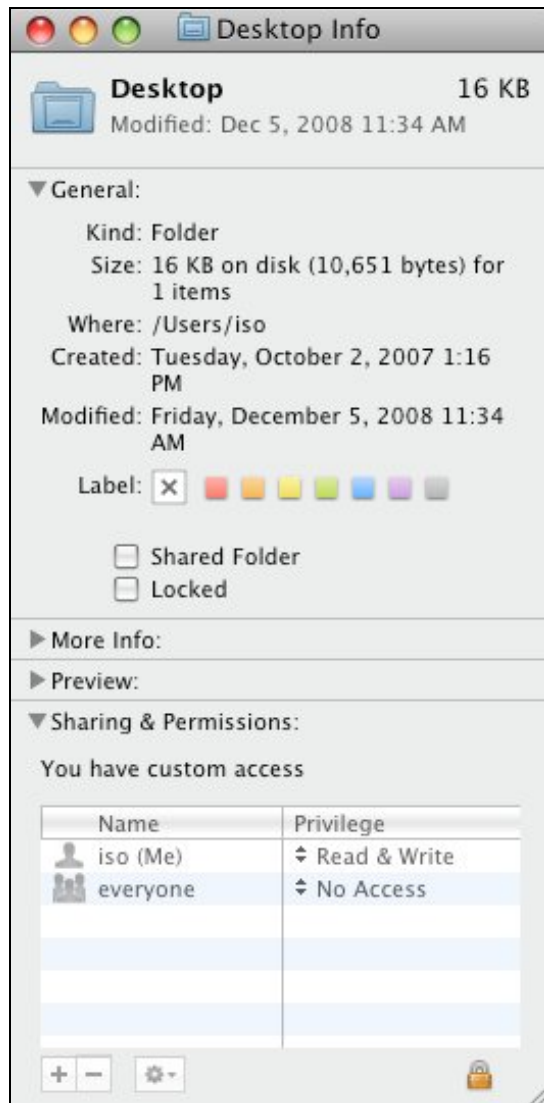 Desktop Info
Desktop 16 KB
Modified: Dec 5, 2008 11:34 AM
General:
Kind: Folder
Size: 16 KB on disk (10,651 bytes) for
1 items
Where: /Users/iso
Created: Tuesday, October 2, 2007 1:16
PM
Modified: Friday, December 5, 2008 11:34
AM
Label:
Shared Folder
Locked
More Info:
Preview:
Sharing & Permissions:
You have custom access
Name Privilege
iso (Me) Read & Write
everyone No Access